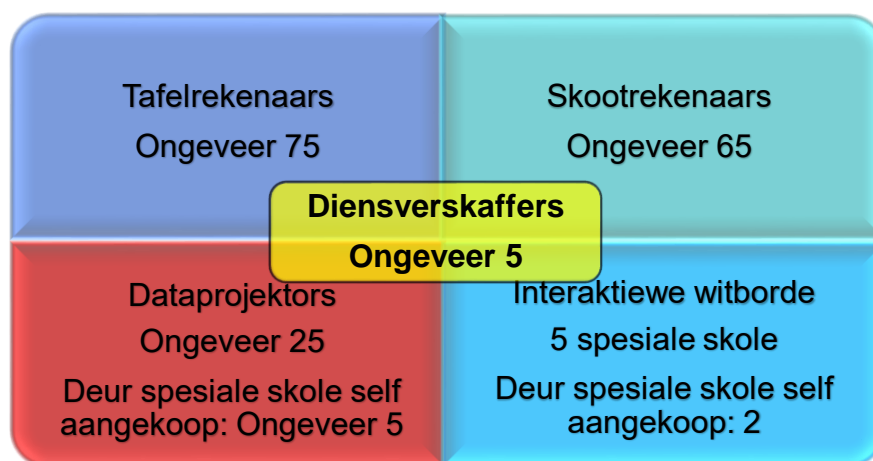 Tafelrekenaars
Ongeveer 75
Skootrekenaars
Ongeveer 65
Diensverskaffers
Ongeveer 5
Dataprojektors
Ongeveer 25
Deur spesiale skole self
aangekoop: Ongeveer 5
Interaktiewe witborde
5 spesiale skole
Deur spesiale skole self
aangekoop: 2